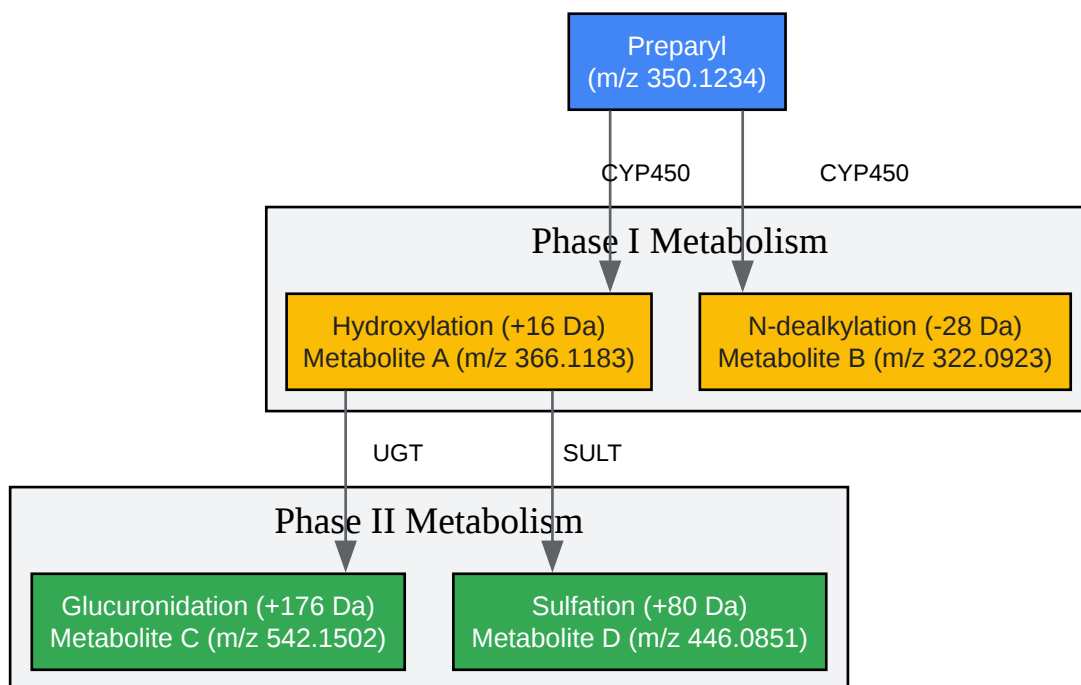 Preparyl
(m/z 350.1234)
CYP450
CYP450
Phase I Metabolism
Hydroxylation (+16 Da)
Metabolite A (m/z 366.1183)
N-dealkylation (-28 Da)
Metabolite B (m/z 322.0923)
UGT
SULT
Phase II Metabolism
Glucuronidation (+176 Da)
Metabolite C (m/z 542.1502)
Sulfation (+80 Da)
Metabolite D (m/z 446.0851)